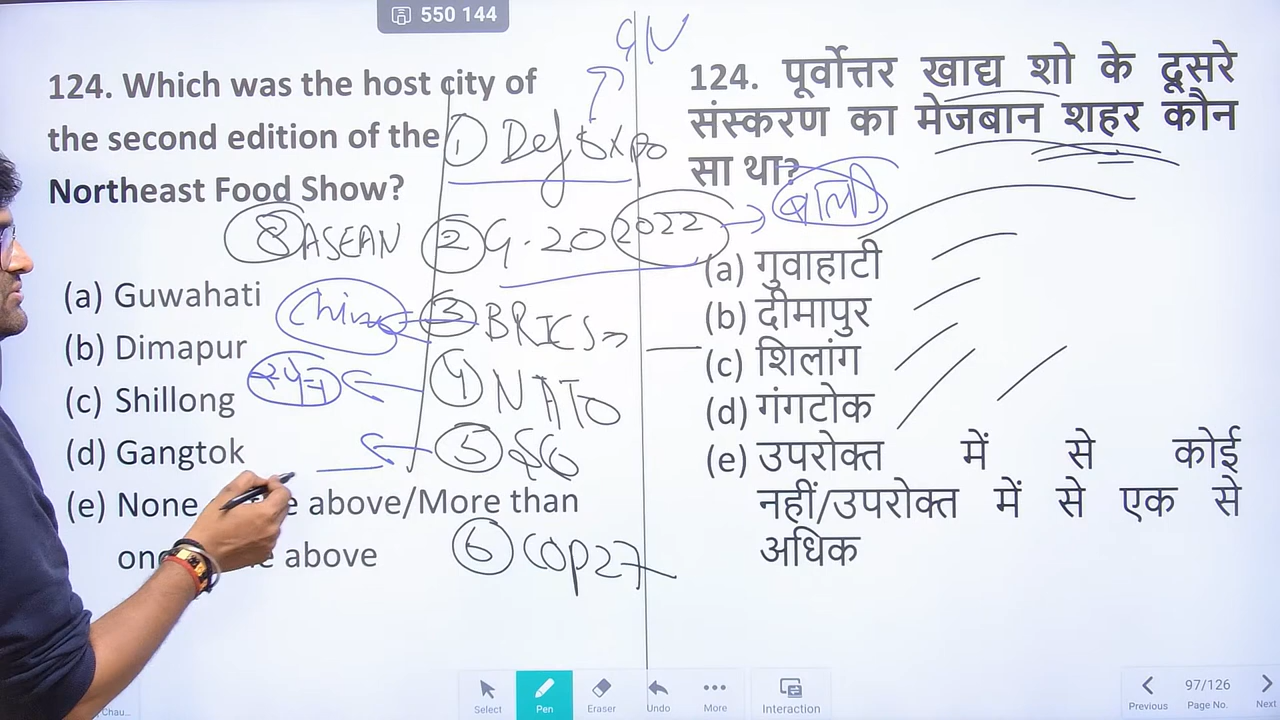 550 144
124. Which was the host city of
the second edition of the
Northeast Food Show?
(a) Guwahati
(b) Dimapur
(c) Shillong
(d) Gangtok
(e) None above/More than
above
① Def Expo
⑧ ASEAN
② G.20 2022
बाली
③ BRICS
China
④ NATO
⑤
⑥ COP27
124. पूर्वोत्तर खाद्य शो के दूसरे
संस्करण का मेजबान शहर कौन
सा था?
(a) गुवाहाटी
(b) दीमापुर
(c) शिलांग
(d) गंगटोक
(e) उपरोक्त में से कोई
नहीं/उपरोक्त में से एक से
अधिक
Select Pen Eraser Undo More Interaction
Previous 97/126 Page No. Next